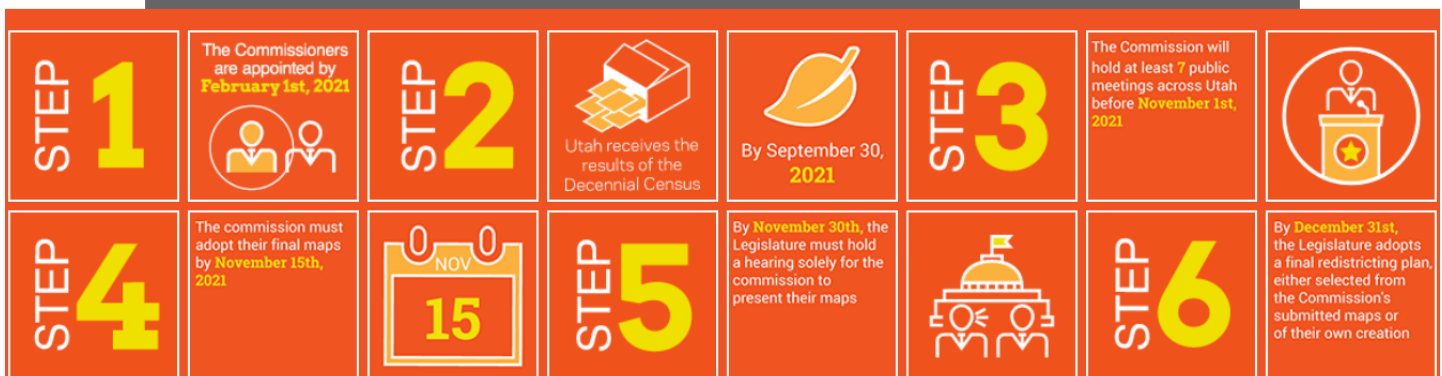 STEP 1
The Commissioners
are appointed by
February 1st, 2021
STEP 2
Utah receives the
results of the
Decennial Census
By September 30,
2021
STEP 3
The Commission will
hold at least 7 public
meetings across Utah
before November 1st,
2021
STEP 4
The commission must
adopt their final maps
by November 15th,
2021
NOV
15
STEP 5
By November 30th, the
Legislature must hold
a hearing solely for the
commission to
present their maps
STEP 6
By December 31st,
the Legislature adopts
a final redistricting plan,
either selected from
the Commission's
submitted maps or
of their own creation